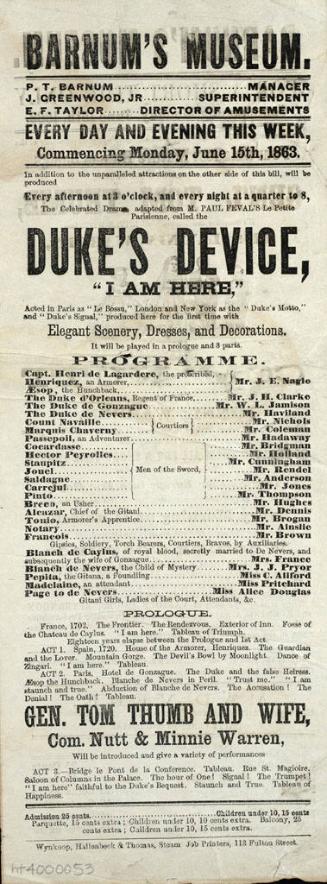 BARNUM'S MUSEUM.
P. T. BARNUM..................MANAGER
J. GREENWOOD, JR............SUPERINTENDENT
E. F. TAYLOR........DIRECTOR OF AMUSEMENTS
EVERY DAY AND EVENING THIS WEEK,
Commencing Monday, June 15th, 1863.
In addition to the unparalleled attractions on the other side of this bill, will be
produced
Every afternoon at 3 o'clock, and every night at a quarter to 8,
The Celebrated Drama, adapted from M. PAUL FEVAL'S Le Petite
Parisienne, called the
DUKE'S DEVICE,
"I AM HERE,"
Acted in Paris as "Le Bossu," London and New York as the "Duke's Motto,"
and "Duke's Signal," produced here for the first time with
Elegant Scenery, Dresses, and Decorations.
It will be played in a prologue and 3 parts.
PROGRAMME.
Capt. Henri de Lagardere, the proscribed,
Henriquez, an Armorer, Mr. J. E. Nagle
Æsop, the Hunchback,
The Duke d'Orleans, Regent of France, Mr. J. H. Clarke
The Duke de Gonzague Mr. W. L. Jamison
The Duke de Nevers Mr. Haviland
Count Navaille Mr. Nichols
Marquis Chaverny Courtiers Mr. Coleman
Passepoil, an Adventurer Mr. Hadaway
Cocardasse Mr. Bridgman
Hector Peyrolles Mr. Holland
Staupitz Mr. Cunningham
Jouel Men of the Sword, Mr. Rendel
Saldagne Mr. Anderson
Carrejul Mr. Jones
Pinto Mr. Thompson
Breon, an Usher Mr. Hughes
Alcuzar, Chief of the Gitani Mr. Dennis
Tonio, Armorer's Apprentice Mr. Brogan
Notary Mr. Ainslie
Francois Mr. Brown
Gipsies, Soldiery, Torch Bearers, Courtiers, Bravos, by Auxiliaries.
Blanch de Caylus, of royal blood, secretly married to De Nevers, and
subsequently the wife of Gonzague Mrs. France
Blanch de Nevers, the Child of Mystery Mrs. J. J. Pryor
Pepita, the Gitana, a Foundling Miss C. Alford
Madelaine, an attendant Miss Pritchard
Page to de Nevers Miss Alice Douglas
Gitani Girls, Ladies of the Court, Attendants, &c.
PROLOGUE.
France, 1702. The Frontier. The Rendezvous. Exterior of Inn. Fosse of
the Chateau de Caylus. "I am here." Tableau of Triumph.
Eighteen years elapse between the Prologue and 1st Act
ACT 1. Spain, 1720. House of the Armorer, Henriquez. The Guardian
and the Lover. Mountain Gorge. The Devil's Bowl by Moonlight. Dance of
Zingari. "I am here." Tableau.
ACT 2. Paris. Hotel de Gonzague. The Duke and the false Heiress.
Æsop the Hunchback. Blanche de Nevers in Peril. "Trust me." "I am
staunch and true." Abduction of Blanche de Nevers. The Accusation! The
Denial! The Oath! Tableau.
GEN. TOM THUMB AND WIFE,
Com. Nutt & Minnie Warren,
Will be introduced and give a variety of performances
ACT 3.—Bridge le Pont de la Conference. Tableau. Rue St. Magloire.
Saloon of Columns in the Palace. The hour of One! Signal! The Trumpet!
"I am here" faithful to the Duke's Bequest. Staunch and True. Tableau of
Happiness.
Admission 25 cents. Children under 10, 15 cents
Parquette, 15 cents extra; Children under 10, 10 cents extra. Balcony, 25
cents extra; Children under 10, 15 cents extra.
Wynkoop, Hallenbeck & Thomas, Steam Job Printers, 113 Fulton Street.
ht4000053